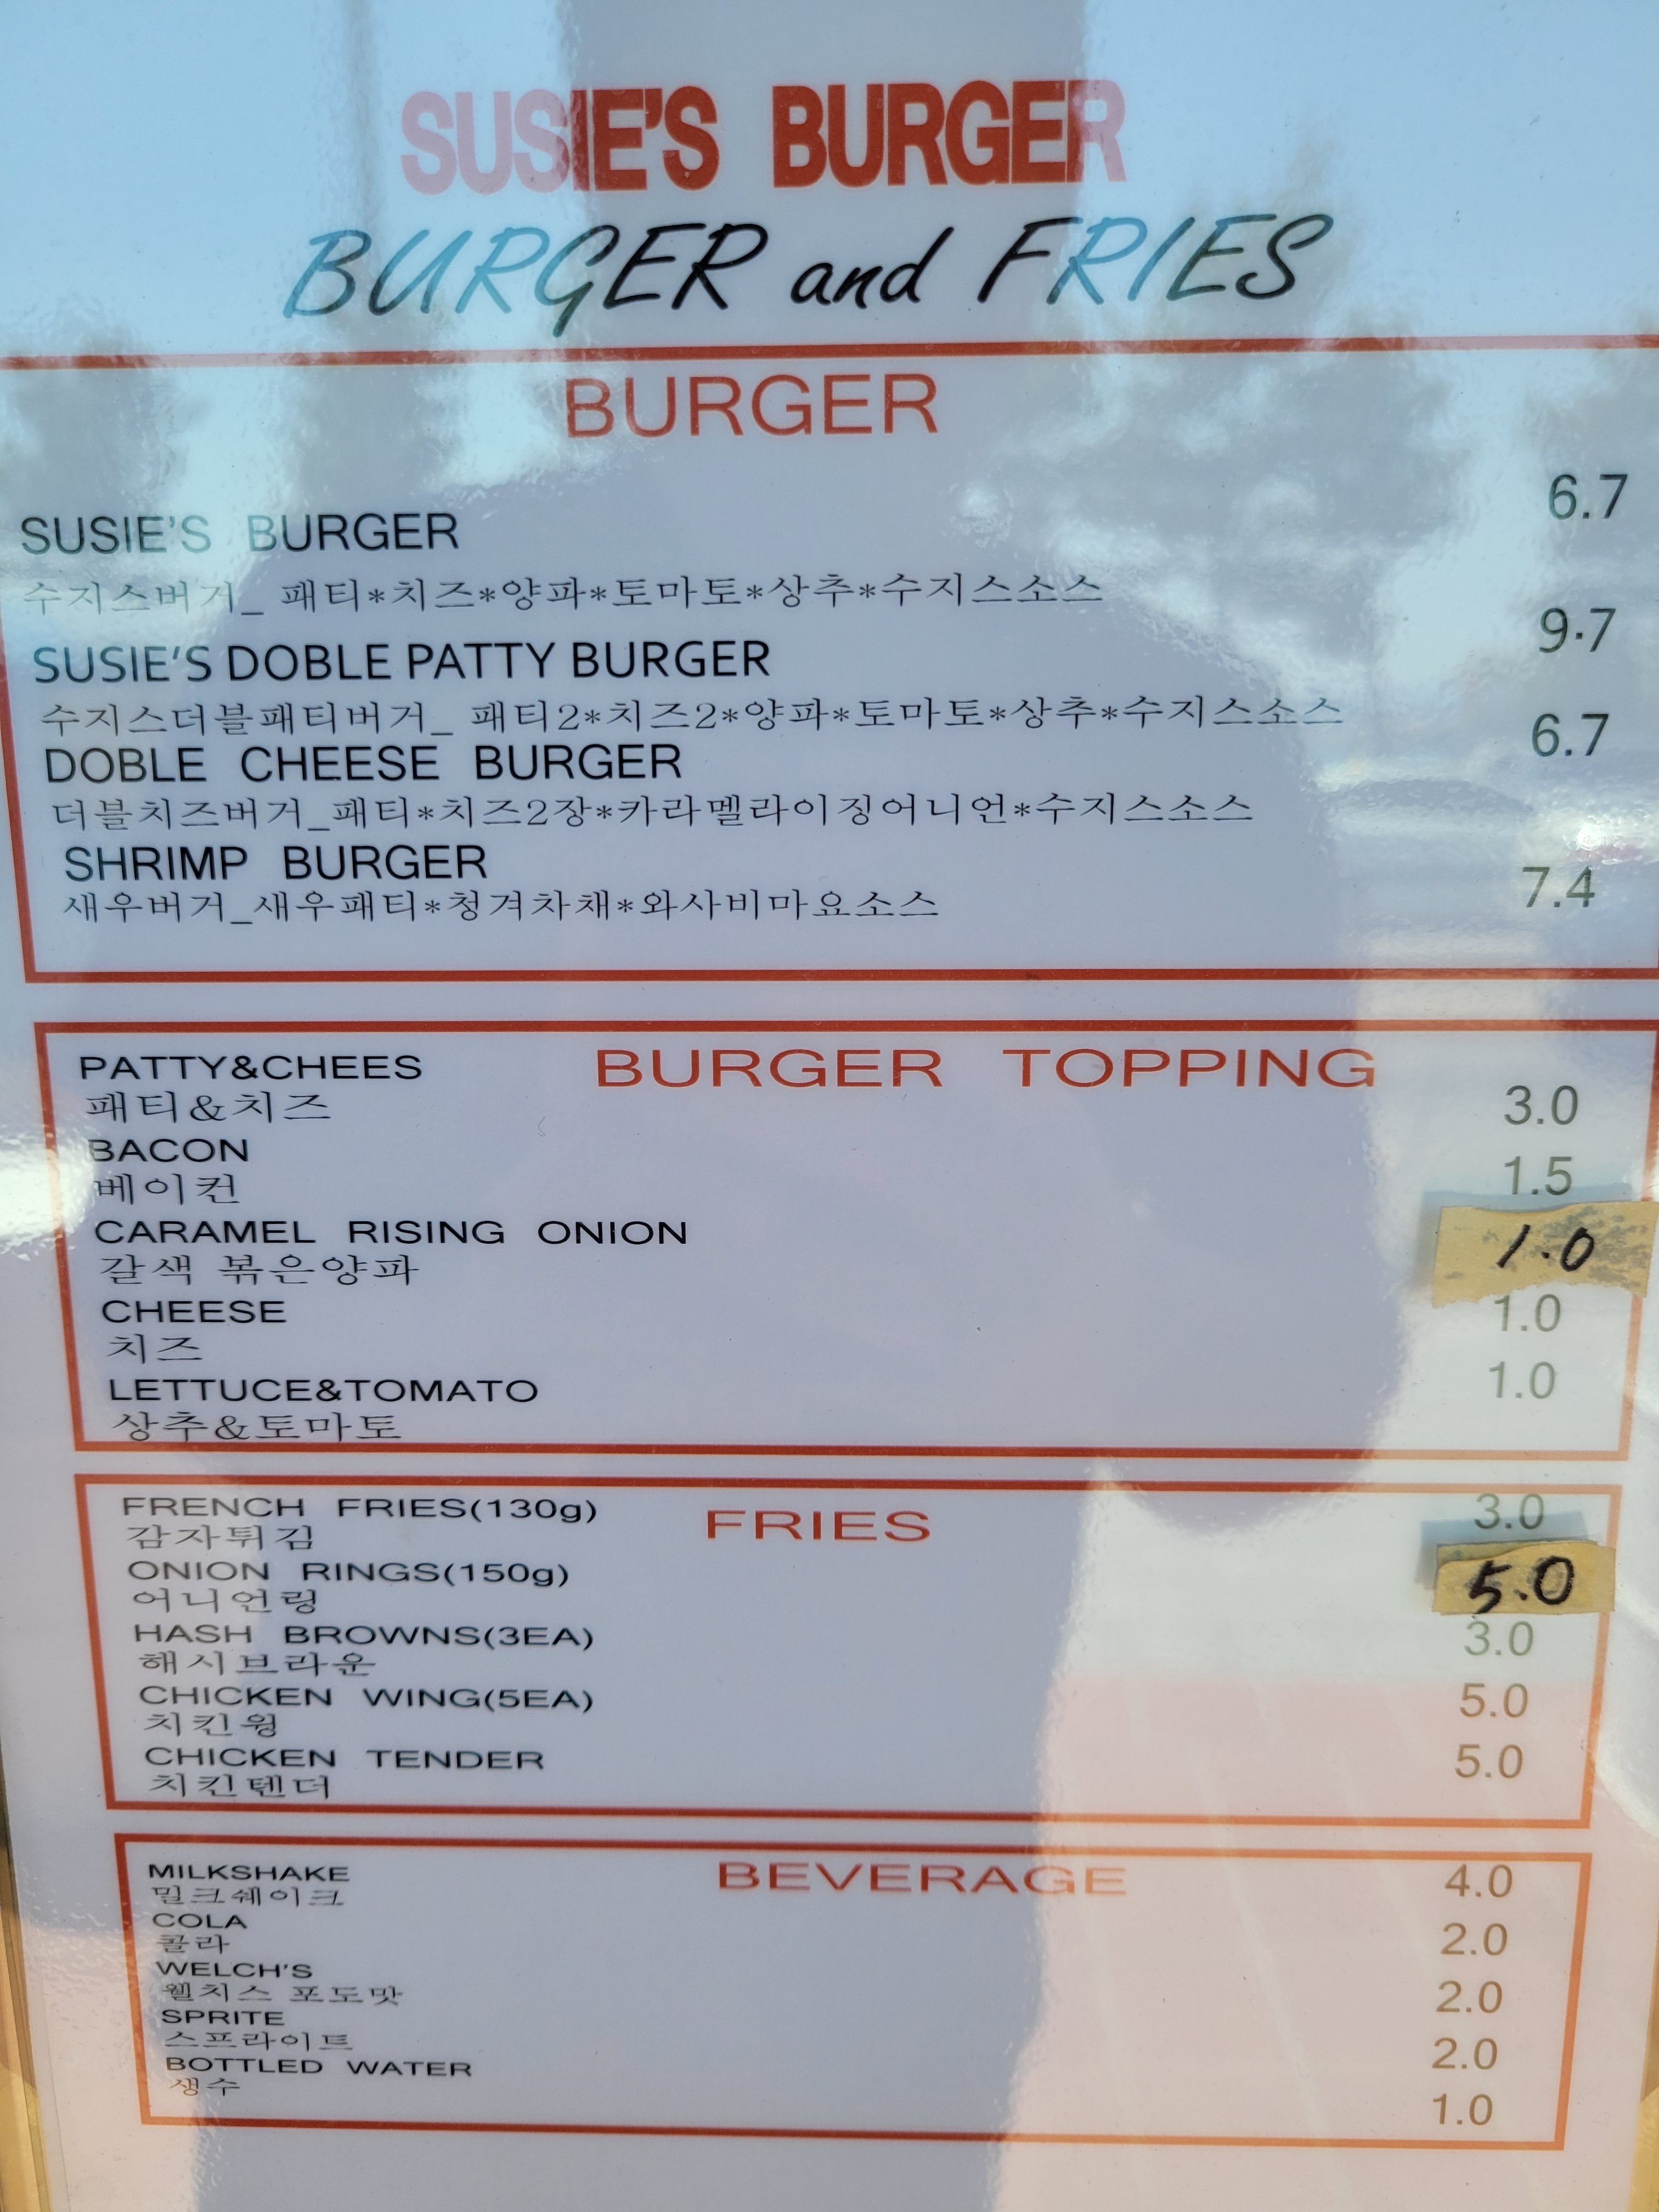 SUSIE'S BURGER
BURGER and FRIES
BURGER
SUSIE'S BURGER 6.7
수지스버거_ 패티*치즈*양파*토마토*상추*수지스소스
SUSIE'S DOBLE PATTY BURGER 9.7
수지스더블패티버거_ 패티2*치즈2*양파*토마토*상추*수지스소스
DOBLE CHEESE BURGER 6.7
더블치즈버거_패티*치즈2장*카라멜라이징어니언*수지스소스
SHRIMP BURGER 7.4
새우버거_새우패티*청겨차채*와사비마요소스
BURGER TOPPING
PATTY&CHEES 3.0
패티&치즈
BACON 1.5
베이컨
CARAMEL RISING ONION 1.0
갈색 볶은양파
CHEESE 1.0
치즈
LETTUCE&TOMATO 1.0
상추&토마토
FRIES
FRENCH FRIES(130g) 3.0
감자튀김
ONION RINGS(150g) 5.0
어니언링
HASH BROWNS(3EA) 3.0
해시브라운
CHICKEN WING(5EA) 5.0
치킨윙
CHICKEN TENDER 5.0
치킨텐더
BEVERAGE
MILKSHAKE 4.0
밀크쉐이크
COLA 2.0
콜라
WELCH'S 2.0
웰치스 포도맛
SPRITE 2.0
스프라이트
BOTTLED WATER 1.0
생수